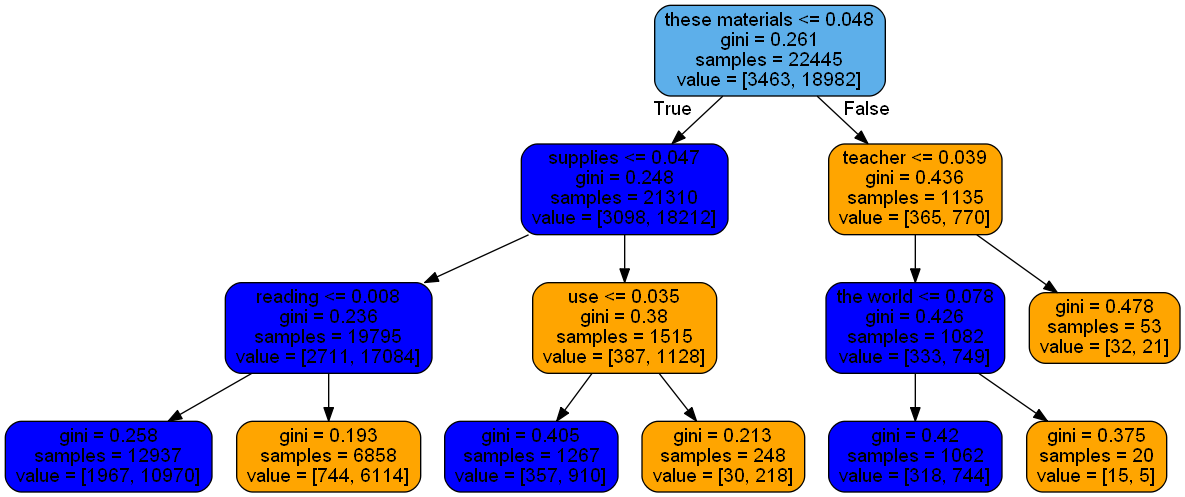 these materials <= 0.048
gini = 0.261
samples = 22445
value = [3463, 18982]
True
False
supplies <= 0.047
gini = 0.248
samples = 21310
value = [3098, 18212]
teacher <= 0.039
gini = 0.436
samples = 1135
value = [365, 770]
reading <= 0.008
gini = 0.236
samples = 19795
value = [2711, 17084]
use <= 0.035
gini = 0.38
samples = 1515
value = [387, 1128]
the world <= 0.078
gini = 0.426
samples = 1082
value = [333, 749]
gini = 0.478
samples = 53
value = [32, 21]
gini = 0.258
samples = 12937
value = [1967, 10970]
gini = 0.193
samples = 6858
value = [744, 6114]
gini = 0.405
samples = 1267
value = [357, 910]
gini = 0.213
samples = 248
value = [30, 218]
gini = 0.42
samples = 1062
value = [318, 744]
gini = 0.375
samples = 20
value = [15, 5]